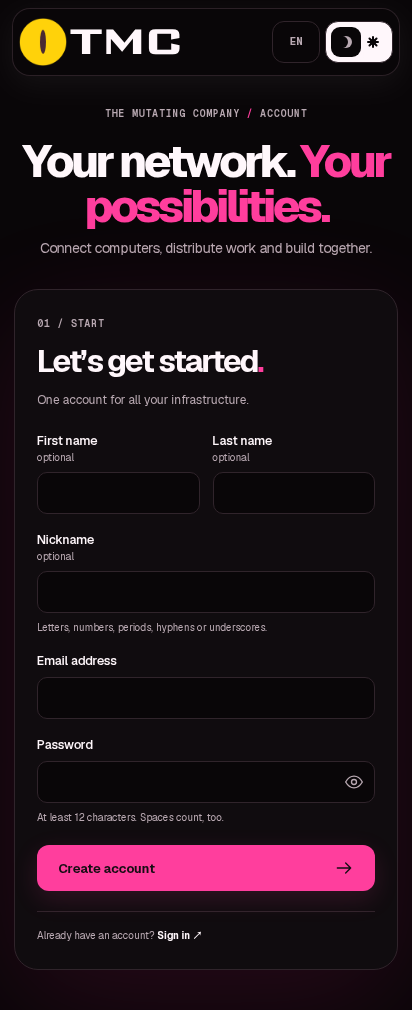 TMC
EN
THE MUTATING COMPANY / ACCOUNT
Your network. Your
possibilities.
Connect computers, distribute work and build together.
01 / START
Let's get started.
One account for all your infrastructure.
First name
optional
Last name
optional
Nickname
optional
Letters, numbers, periods, hyphens or underscores.
Email address
Password
At least 12 characters. Spaces count, too.
Create account →
Already have an account? Sign in ↗